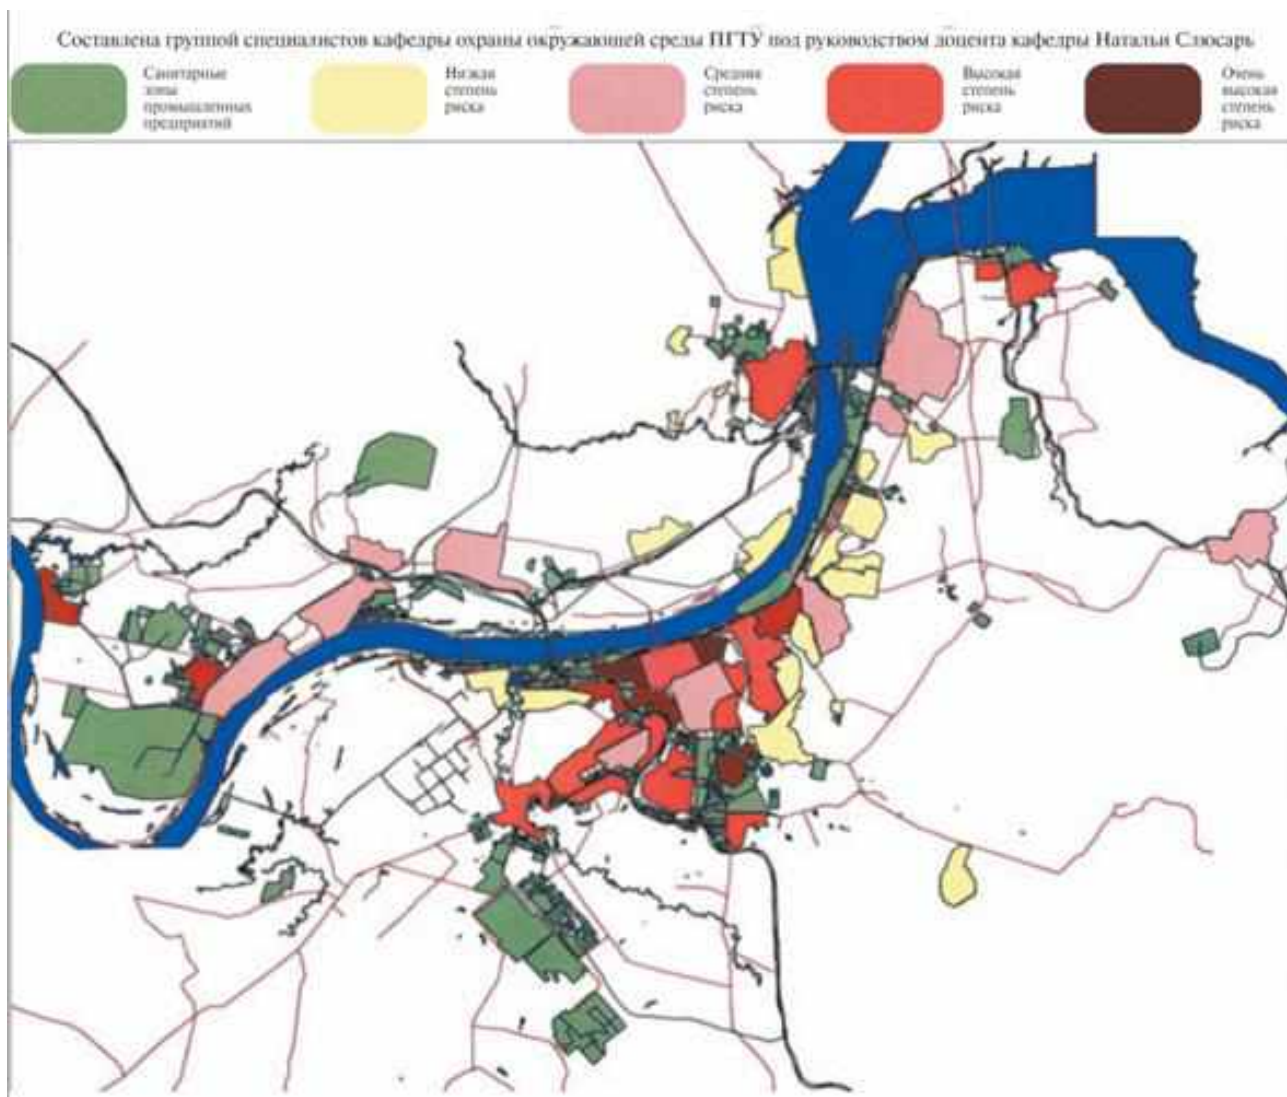 Составлена группой специалистов кафедры охраны окружающей среды ПГТУ под руководством доцента кафедры Натальи Слюсарь
Санитарные
зоны
промышленных
предприятий
Низкая
степень
риска
Средняя
степень
риска
Высокая
степень
риска
Очень
высокая
степень
риска